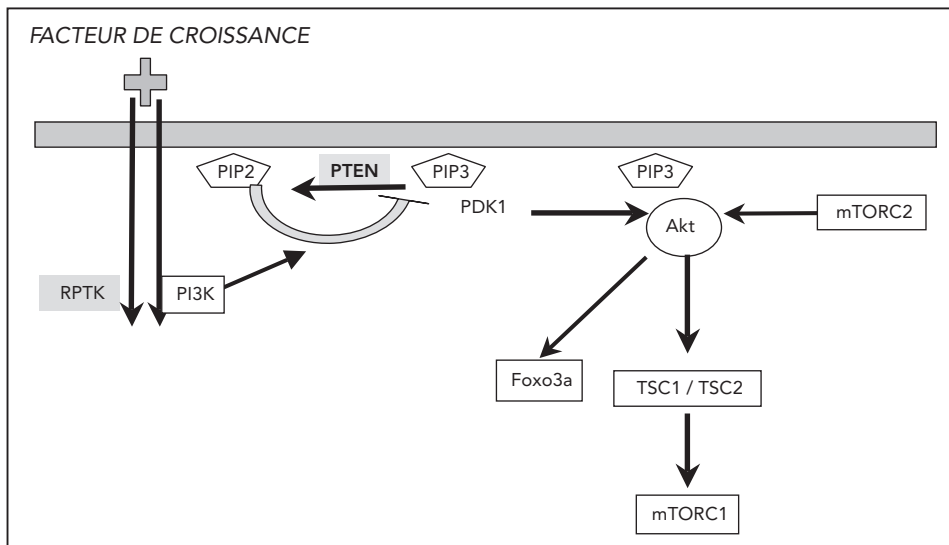 FACTEUR DE CROISSANCE
PIP2
PTEN
PIP3
PIP3
PDK1
Akt
mTORC2
RPTK
PI3K
Foxo3a
TSC1 / TSC2
mTORC1